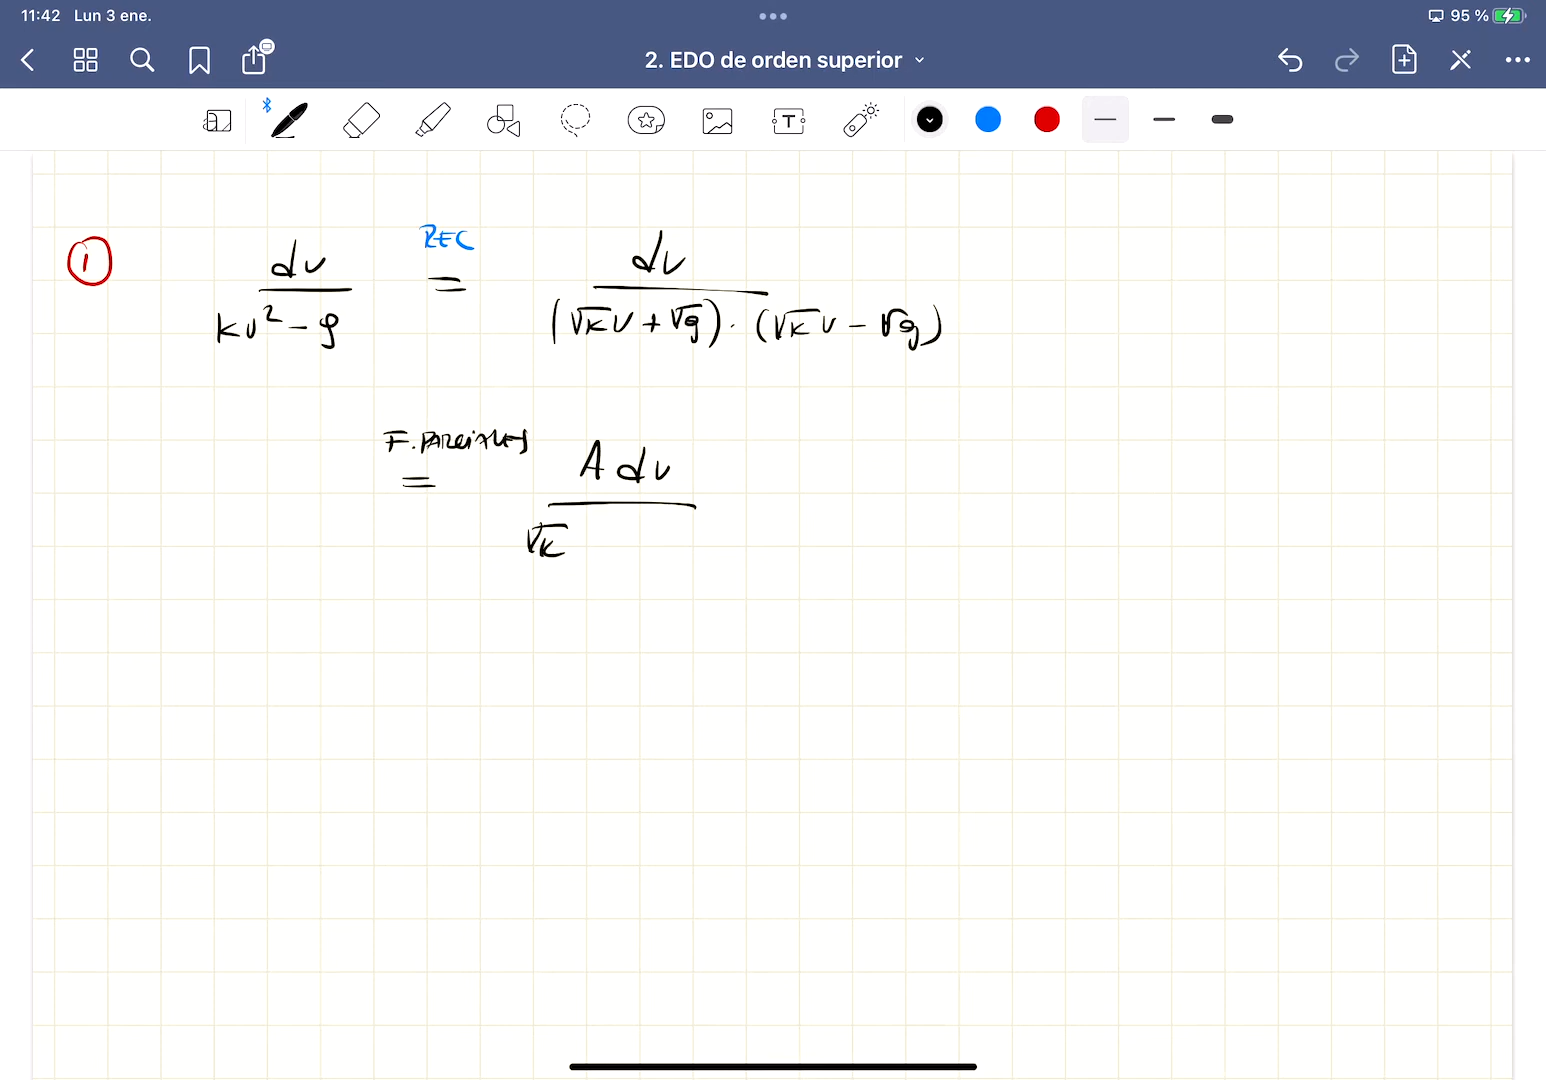 11:42 Lun 3 ene. 95 %
2. EDO de orden superior
T
1 dv REC = dv
kv² - g (√k v + √g) · (√k v - √g)
F. PARCIALES = A dv
√k